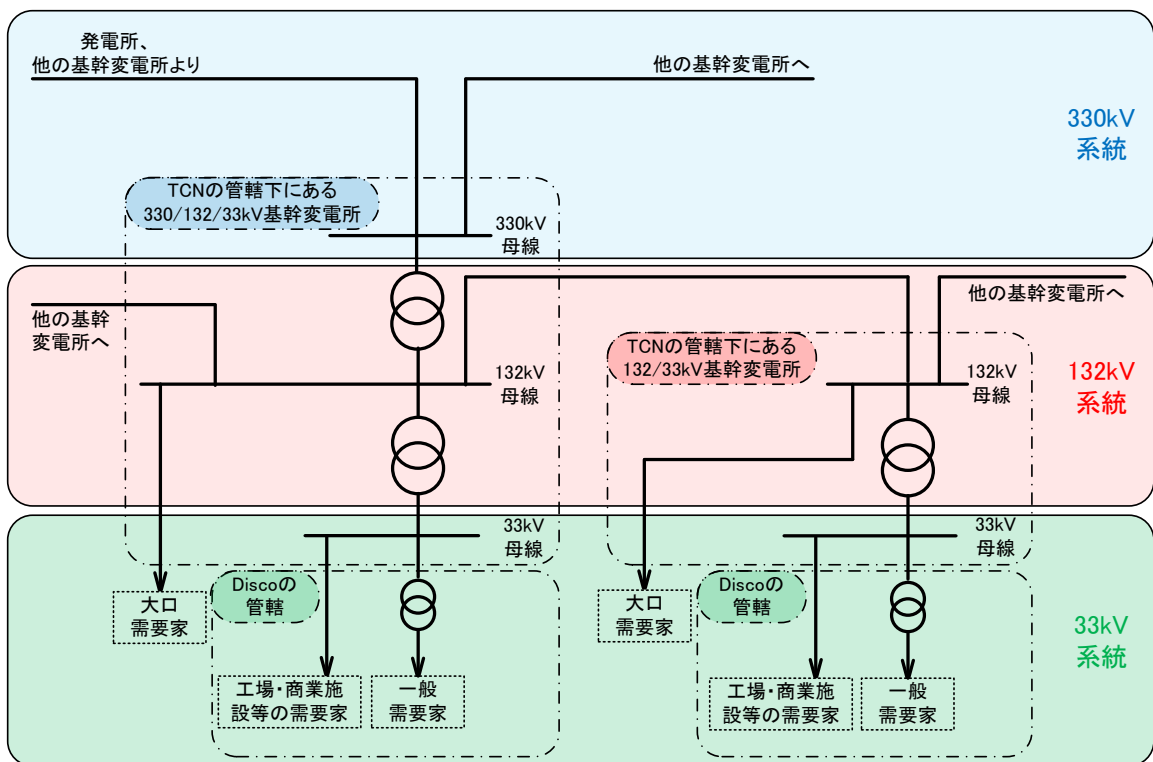 発電所、
他の基幹変電所より
他の基幹変電所へ
330kV
系統
TCNの管轄下にある
330/132/33kV基幹変電所
330kV
母線
他の基幹
変電所へ
他の基幹変電所へ
TCNの管轄下にある
132/33kV基幹変電所
132kV
母線
132kV
母線
132kV
系統
33kV
母線
33kV
母線
Discoの
管轄
Discoの
管轄
大口
需要家
大口
需要家
33kV
系統
工場・商業施
設等の需要家
一般
需要家
工場・商業施
設等の需要家
一般
需要家